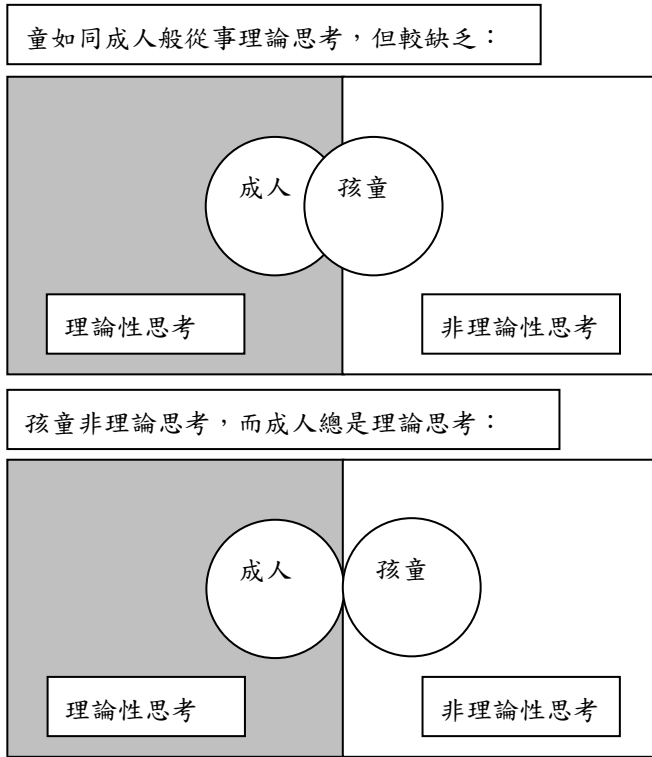 童如同成人般從事理論思考，但較缺乏：
成人
孩童
理論性思考
非理論性思考
孩童非理論思考，而成人總是理論思考：
成人
孩童
理論性思考
非理論性思考